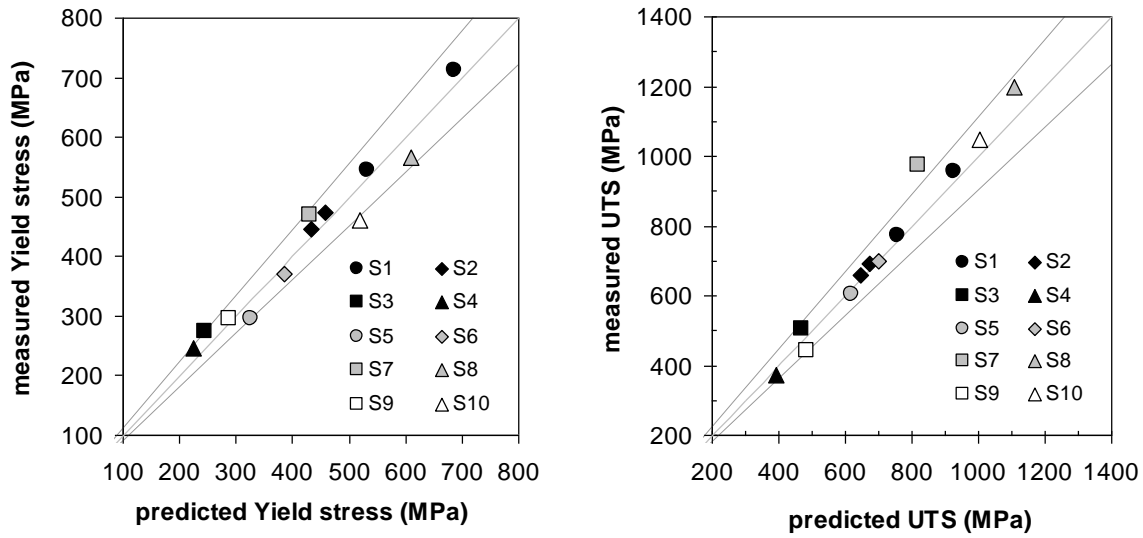 measured Yield stress (MPa)
800
700
600
500
400
300
200
100
S1 S2
S3 S4
S5 S6
S7 S8
S9 S10
100 200 300 400 500 600 700 800
predicted Yield stress (MPa)
measured UTS (MPa)
1400
1200
1000
800
600
400
200
S1 S2
S3 S4
S5 S6
S7 S8
S9 S10
200 400 600 800 1000 1200 1400
predicted UTS (MPa)